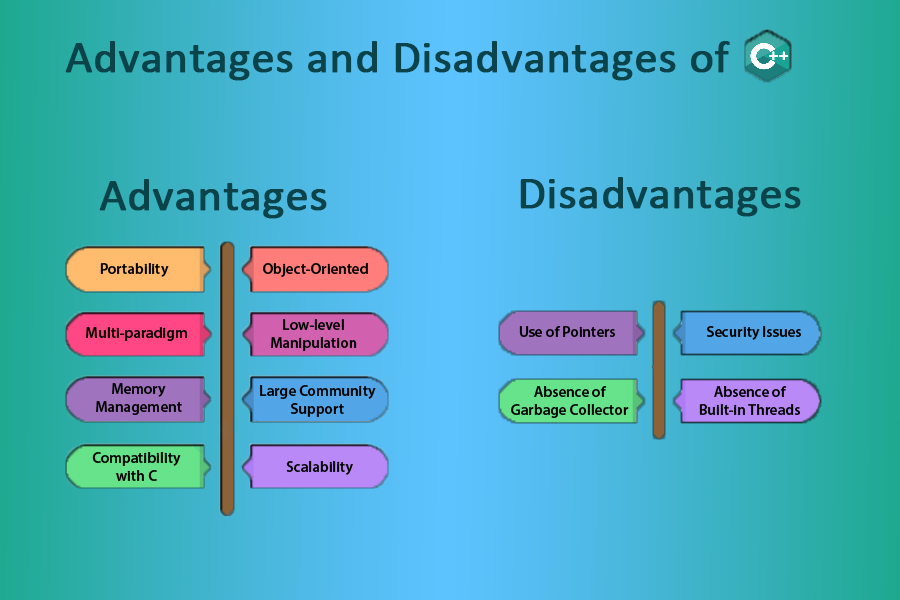 Advantages and Disadvantages of C++
Advantages
Portability
Object-Oriented
Multi-paradigm
Low-level
Manipulation
Memory
Management
Large Community
Support
Compatibility
with C
Scalability
Disadvantages
Use of Pointers
Security Issues
Absence of
Garbage Collector
Absence of
Built-in Threads